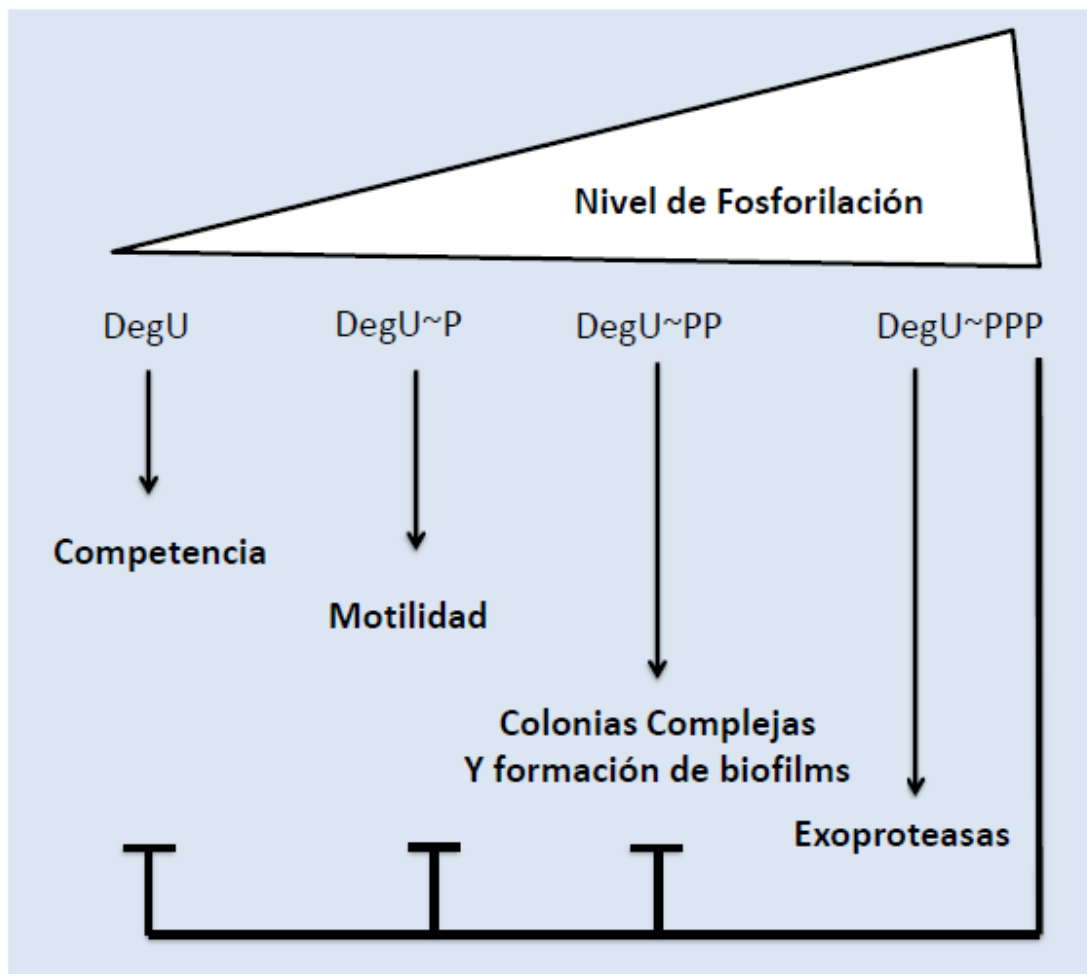 Nivel de Fosforilación
DegU
DegU~P
DegU~PP
DegU~PPP
Competencia
Motilidad
Colonias Complejas
Y formación de biofilms
Exoproteasas